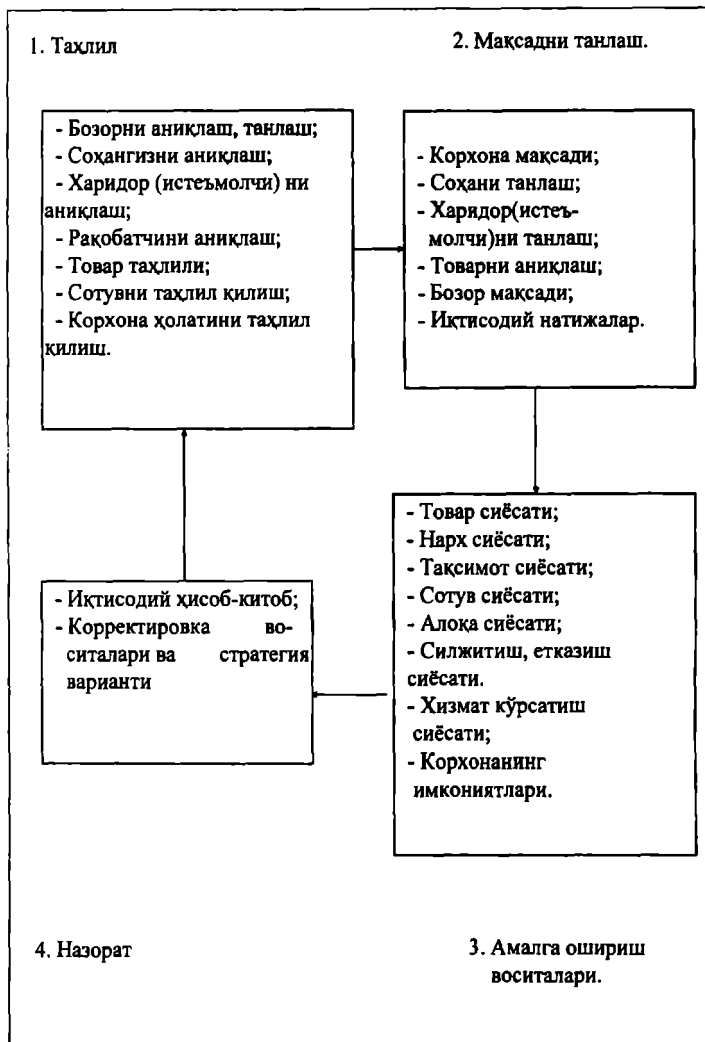 1. Таҳлил
2. Мақсадни танлаш.
- Бозорни аниқлаш, танлаш;
- Соҳангизни аниқлаш;
- Харидор (истеъмолчи) ни
аниқлаш;
- Рақобатчини аниқлаш;
- Товар таҳлили;
- Сотувни таҳлил қилиш;
- Корхона ҳолатини таҳлил
қилиш.
- Корхона мақсади;
- Соҳани танлаш;
- Харидор(истеъ-
молчи)ни танлаш;
- Товарни аниқлаш;
- Бозор мақсади;
- Иқтисодий натижалар.
- Товар сиёсати;
- Нарх сиёсати;
- Тақсимот сиёсати;
- Сотув сиёсати;
- Алоқа сиёсати;
- Силжитиш, етказиш
сиёсати.
- Хизмат кўрсатиш
сиёсати;
- Корхонанинг
имкониятлари.
- Иқтисодий ҳисоб-китоб;
- Корректировка во-
ситалари ва стратегия
варианти
3. Амалга ошириш
воситалари.
4. Назорат